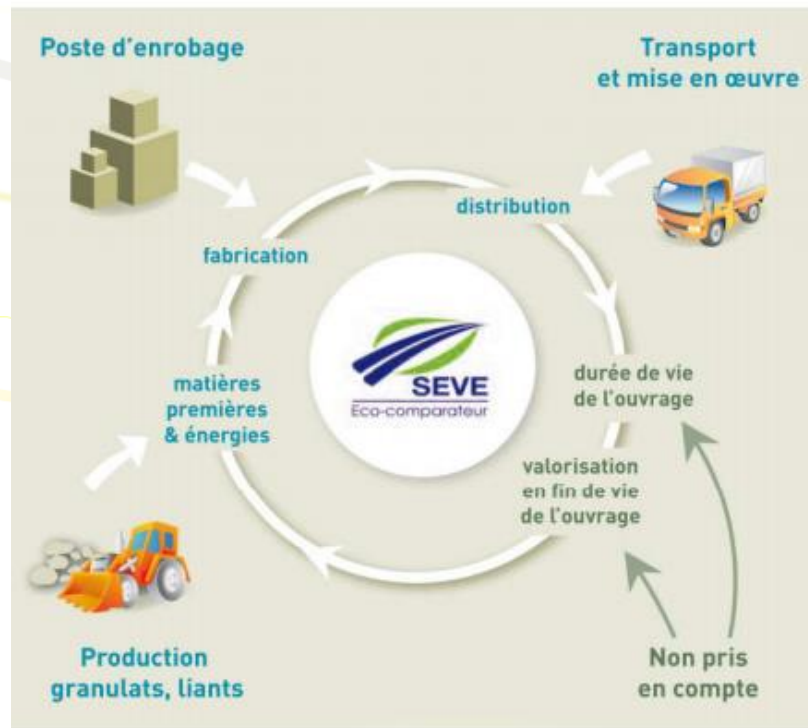 Poste d'enrobage
Transport
et mise en œuvre
distribution
fabrication
SEVE
Eco-comparateur
durée de vie
de l'ouvrage
matières
premières
& énergies
valorisation
en fin de vie
de l'ouvrage
Production
granulats, liants
Non pris
en compte